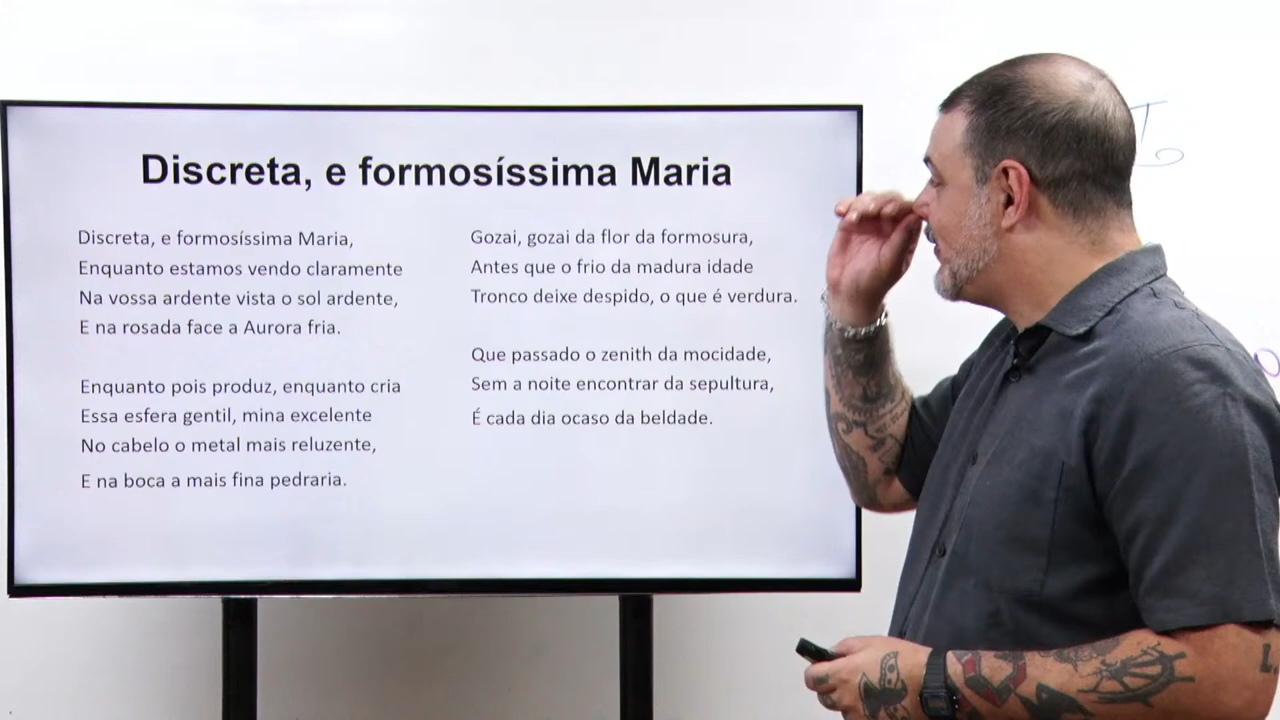 Discreta, e formosíssima Maria
Discreta, e formosíssima Maria,
Enquanto estamos vendo claramente
Na vossa ardente vista o sol ardente,
E na rosada face a Aurora fria.
Enquanto pois produz, enquanto cria
Essa esfera gentil, mina excelente
No cabelo o metal mais reluzente,
E na boca a mais fina pedraria.
Gozai, gozai da flor da formosura,
Antes que o frio da madura idade
Tronco deixe despido, o que é verdura.
Que passado o zenith da mocidade,
Sem a noite encontrar da sepultura,
É cada dia ocaso da beldade.